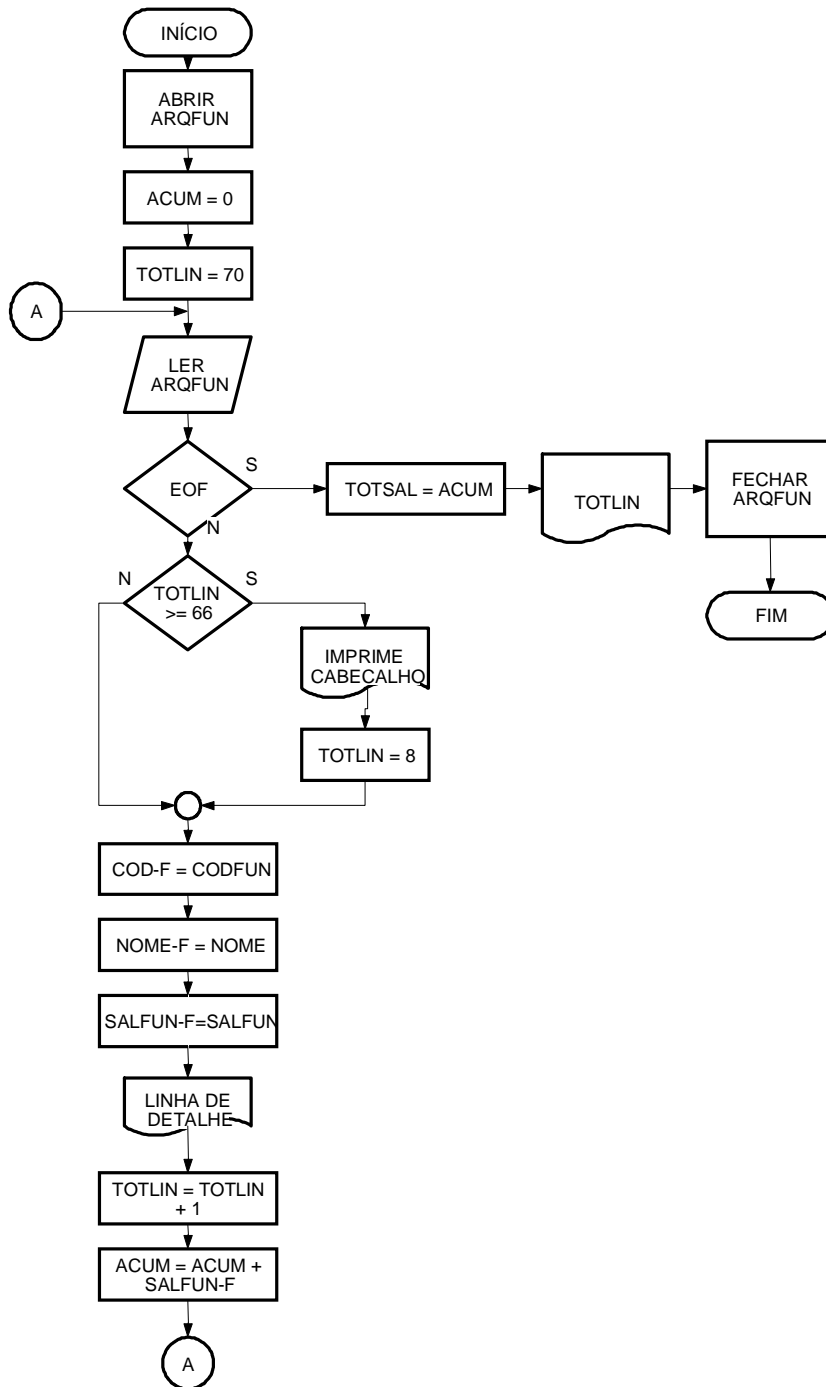 INÍCIO
ABRIR
ARQFUN
ACUM = 0
TOTLIN = 70
A
LER
ARQFUN
EOF
S
N
TOTSAL = ACUM
TOTLIN
FECHAR
ARQFUN
FIM
N
TOTLIN
>= 66
S
IMPRIME
CABEÇALHO
TOTLIN = 8
COD-F = CODFUN
NOME-F = NOME
SALFUN-F=SALFUN
LINHA DE
DETALHE
TOTLIN = TOTLIN
+ 1
ACUM = ACUM +
SALFUN-F
A